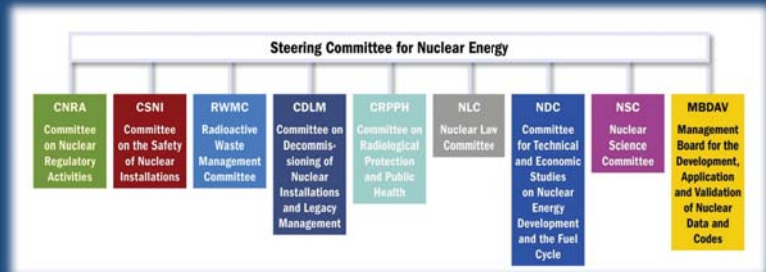 Steering Committee for Nuclear Energy
CNRA
Committee
on Nuclear
Regulatory
Activities
CSNI
Committee
on the Safety
of Nuclear
Installations
RWMC
Radioactive
Waste
Management
Committee
CDLM
Committee on
Decommis-
sioning of
Nuclear
Installations
and Legacy
Management
CRPPH
Committee on
Radiological
Protection
and Public
Health
NLC
Nuclear Law
Committee
NDC
Committee
for Technical
and Economic
Studies
on Nuclear
Energy
Development
and the Fuel
Cycle
NSC
Nuclear
Science
Committee
MBDAV
Management
Board for the
Development,
Application
and Validation
of Nuclear
Data and
Codes